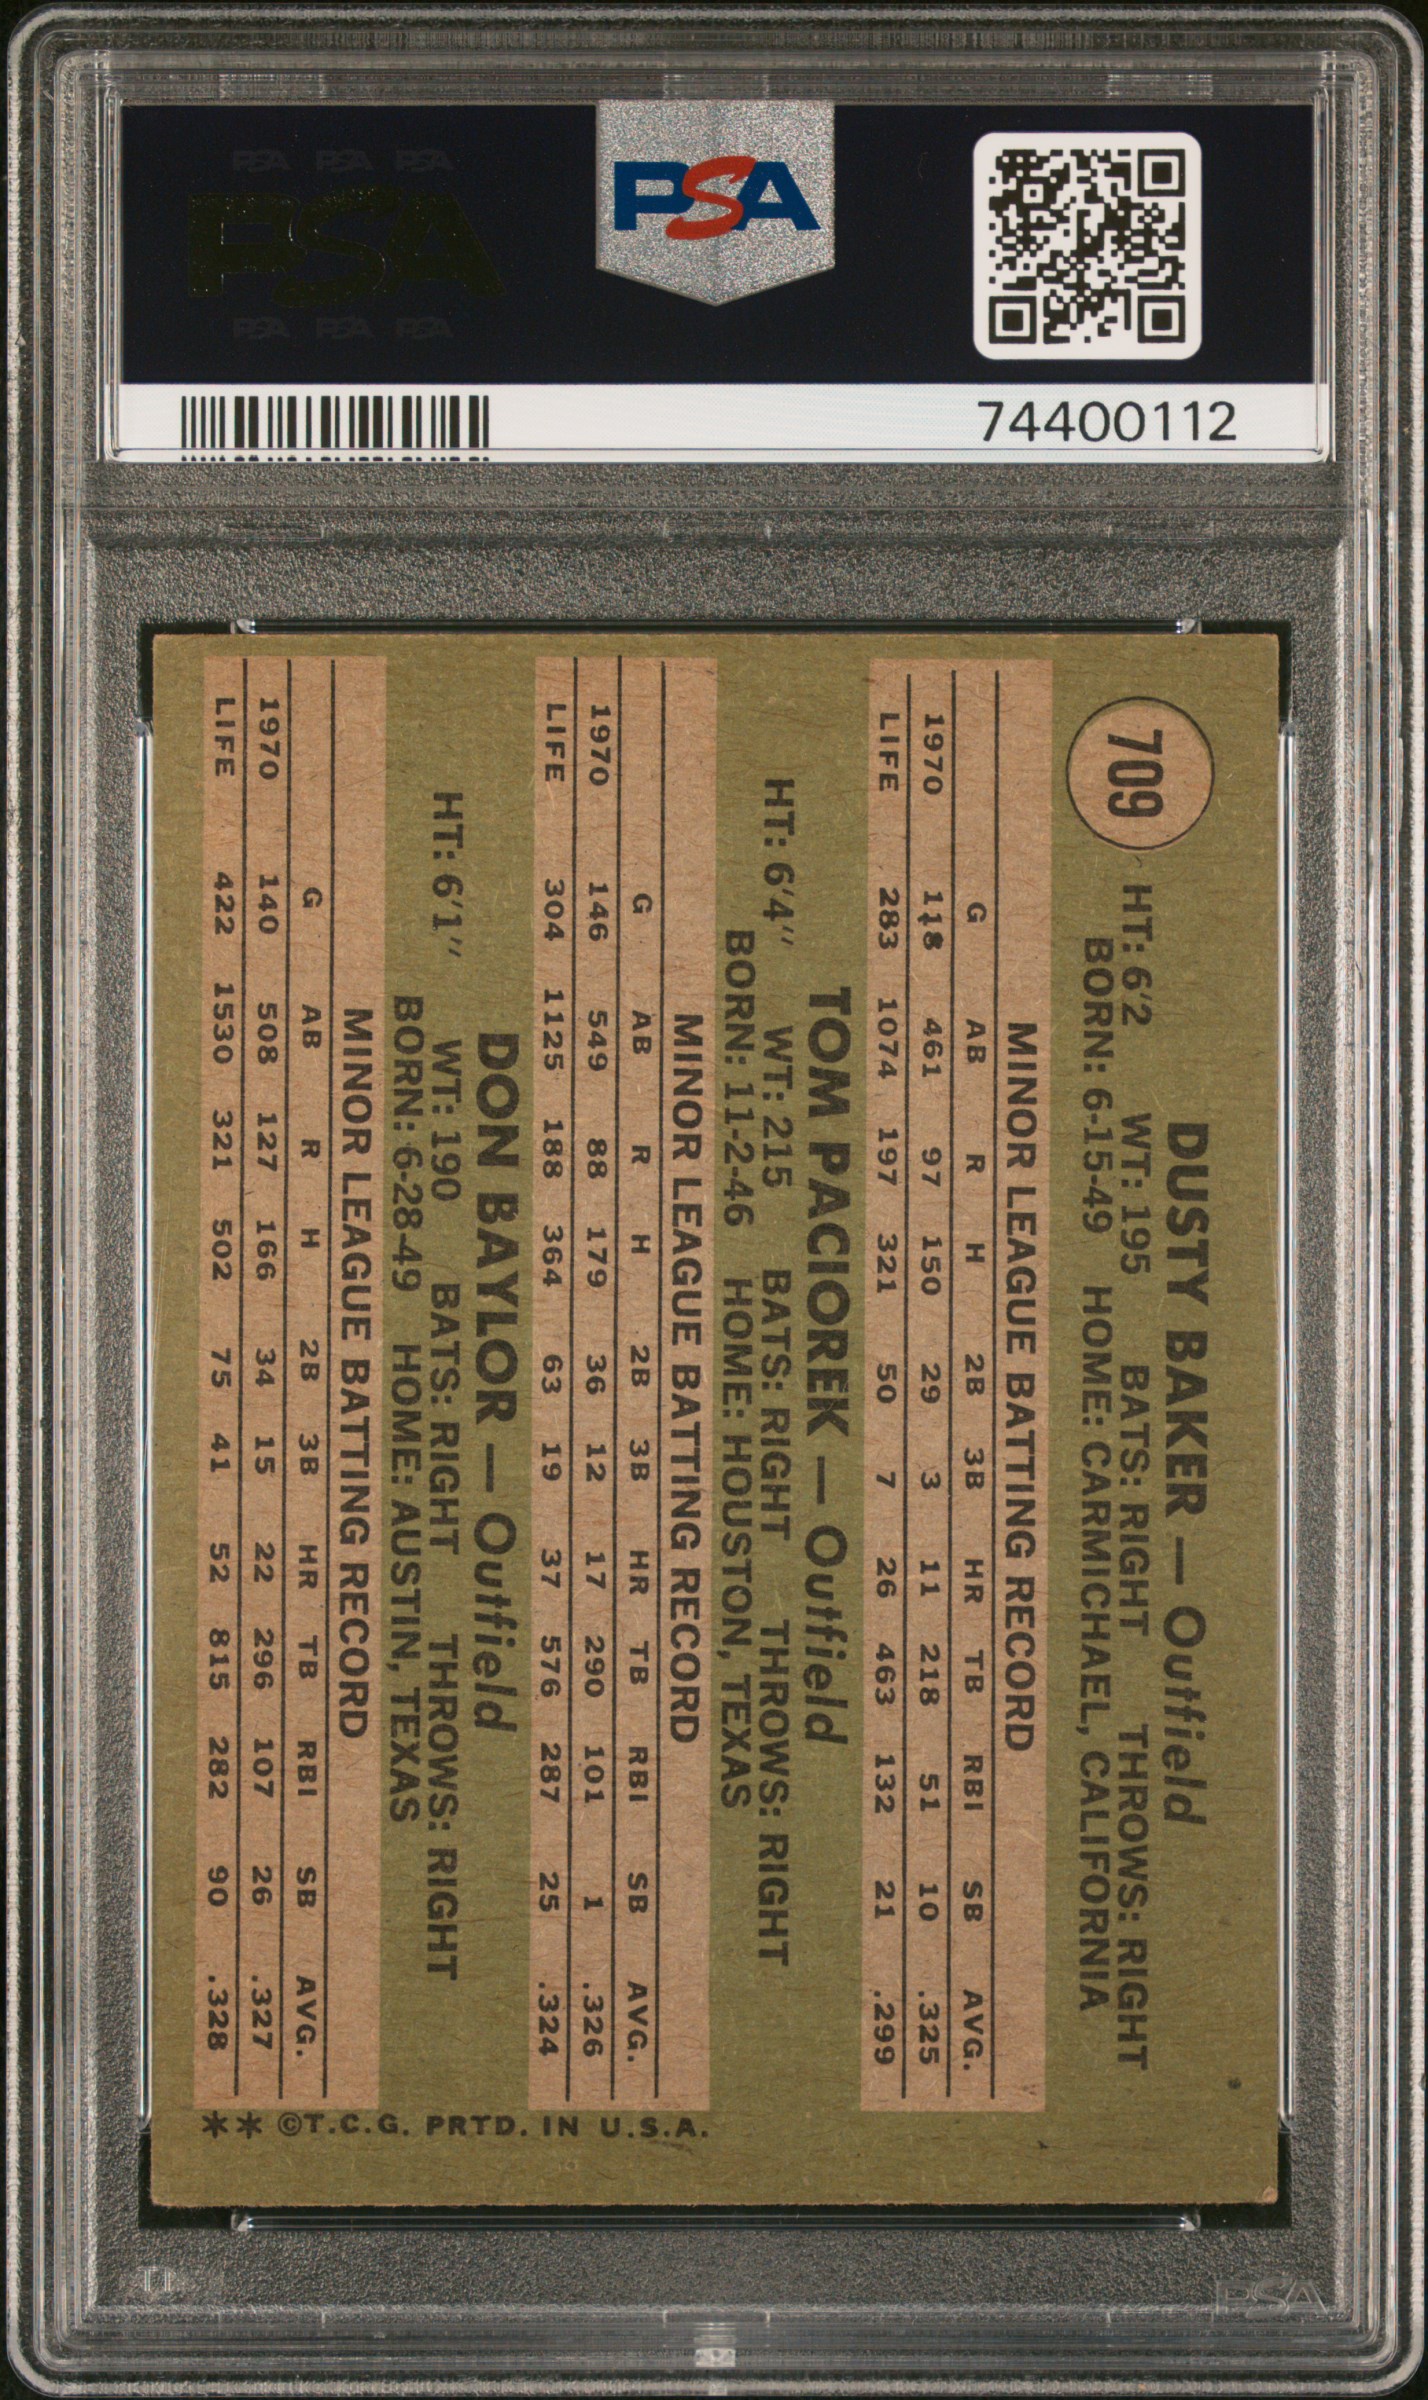 PSA PSA PSA
PSA
PSA PSA PSA
PSA
74400112
709
DUSTY BAKER — Outfield
HT: 6'2 WT: 195 BATS: RIGHT THROWS: RIGHT
BORN: 6-15-49 HOME: CARMICHAEL, CALIFORNIA
MINOR LEAGUE BATTING RECORD
G AB R H 2B 3B HR TB RBI SB AVG.
1970 118 461 97 150 29 3 11 218 51 10 .325
LIFE 283 1074 197 321 50 7 26 463 132 21 .299
TOM PACIOREK — Outfield
HT: 6'4" WT: 215 BATS: RIGHT THROWS: RIGHT
BORN: 11-2-46 HOME: HOUSTON, TEXAS
MINOR LEAGUE BATTING RECORD
G AB R H 2B 3B HR TB RBI SB AVG.
1970 146 549 88 179 36 12 17 290 101 1 .326
LIFE 304 1125 188 364 63 19 37 576 287 25 .324
DON BAYLOR — Outfield
HT: 6'1" WT: 190 BATS: RIGHT THROWS: RIGHT
BORN: 6-28-49 HOME: AUSTIN, TEXAS
MINOR LEAGUE BATTING RECORD
G AB R H 2B 3B HR TB RBI SB AVG.
1970 140 508 127 166 34 15 22 296 107 26 .327
LIFE 422 1530 321 502 75 41 52 815 282 90 .328
** ©T.C.G. PRTD. IN U.S.A.
PSA